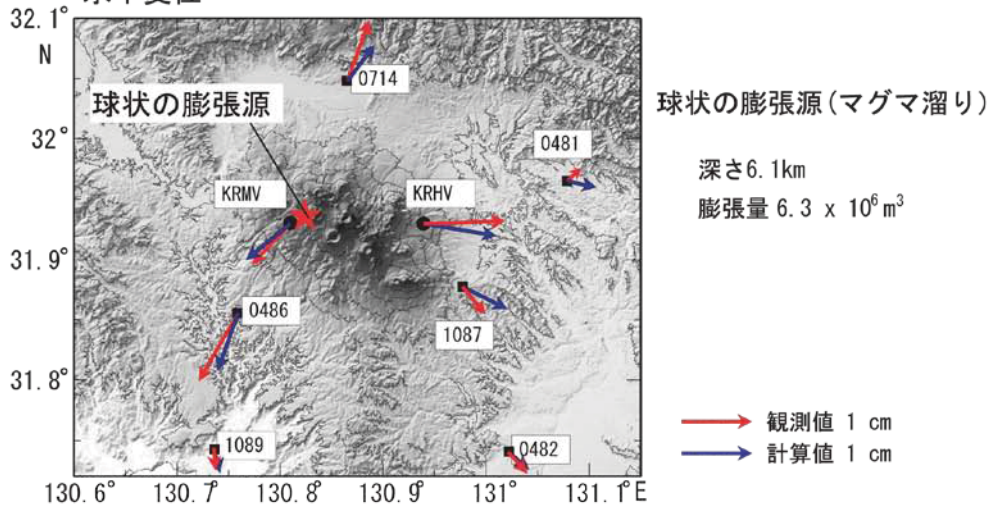 水平変位
32.1°
N
0714
球状の膨張源
球状の膨張源(マグマ溜り)
32°
0481
深さ6.1km
KRMV
KRHV
膨張量 6.3 x 10⁶m³
31.9°
0486
1087
31.8°
観測値 1 cm
1089
0482
計算値 1 cm
130.6°
130.7°
130.8°
130.9°
131°
131.1°E